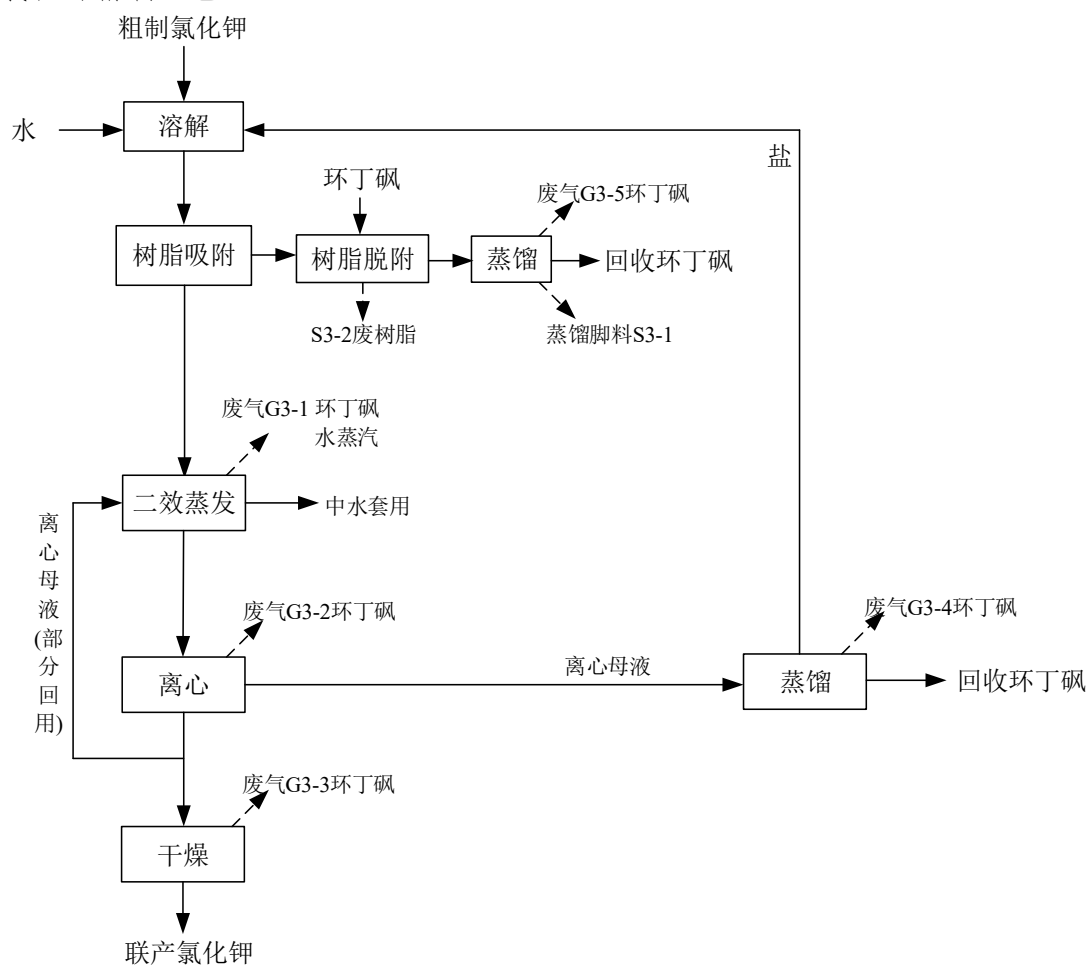 粗制氯化钾
水
溶解
盐
环丁砜
废气G3-5环丁砜
树脂吸附
树脂脱附
蒸馏
回收环丁砜
S3-2废树脂
蒸馏脚料S3-1
废气G3-1 环丁砜
水蒸汽
二效蒸发
中水套用
离
心
母
液
(部
分
回
用)
废气G3-2环丁砜
废气G3-4环丁砜
离心
离心母液
蒸馏
回收环丁砜
废气G3-3环丁砜
干燥
联产氯化钾